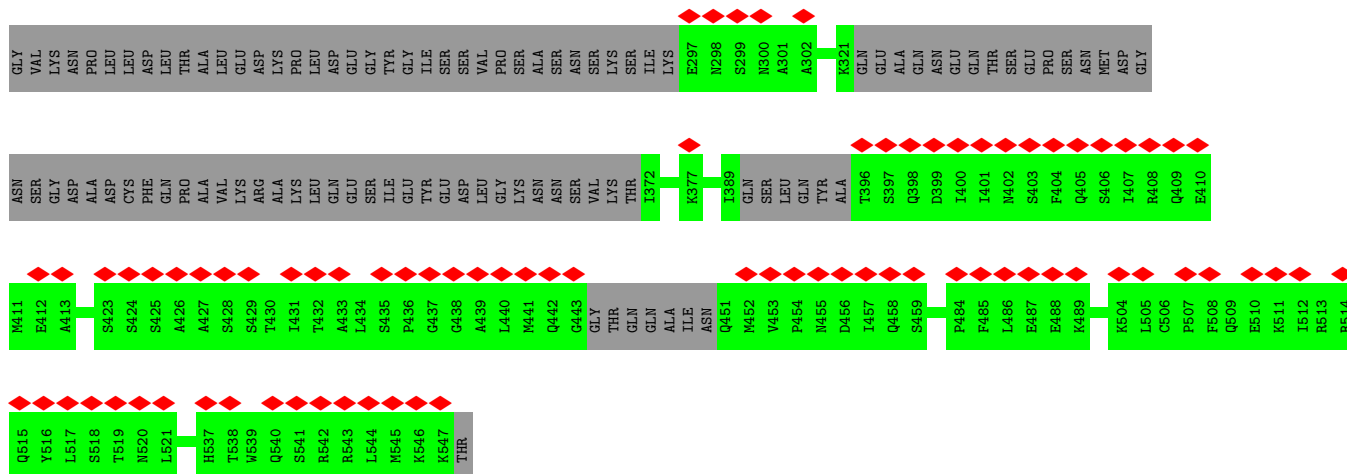 GLY VAL LYS ASN PRO LEU LEU ASP LEU THR ALA LEU GLU ASP LYS PRO LEU ASP GLU GLY TYR GLY ILE SER SER VAL PRO SER ALA SER ASN SER LYS SER ILE LYS E297 N298 S299 N300 A301 A302 K321 GLN GLU ALA GLN ASN GLU GLN THR SER GLU PRO SER ASN MET ASP GLY
ASN SER GLY ASP ALA ASP CYS PHE GLN PRO ALA VAL LYS ARG ALA LYS LEU GLN GLU SER ILE GLU TYR GLU ASP LEU GLY LYS ASN ASN SER VAL LYS THR I372 K377 I389 GLN SER LEU GLN TYR ALA T396 S397 Q398 D399 I400 I401 N402 S403 F404 Q405 S406 I407 R408 Q409 E410
M411 E412 A413 S423 S424 S425 A426 A427 S428 S429 T430 I431 T432 A433 L434 S435 P436 G437 G438 A439 L440 M441 Q442 G443 GLY THR GLN GLN ALA ILE ASN Q451 M452 V453 P454 N455 D456 I457 Q458 S459 P484 F485 L486 E487 E488 K489 K504 L505 C506 P507 F508 Q509 E510 K511 I512 R513 R514
Q515 Y516 L517 S518 T519 N520 L521 H537 T538 W539 Q540 S541 R542 R543 L544 M545 K546 K547 THR